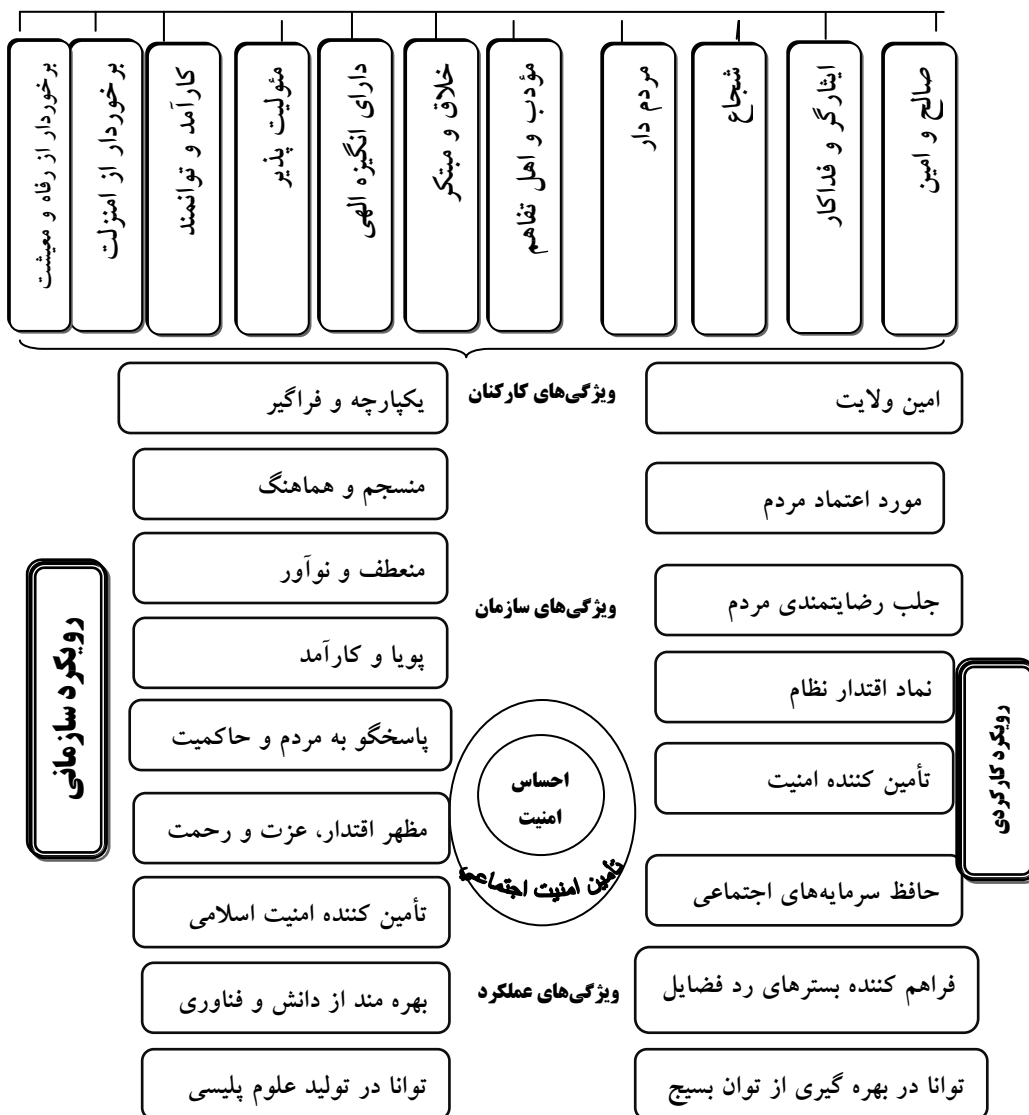 صالح و امین
ایثارگر و فداکار
شجاع
مردم دار
مؤدب و اهل تفاهم
خلاق و مبتکر
دارای انگیزه الهی
مئولیت پذیر
کارآمد و توانمند
برخوردار از امنزلت
برخوردار از رفاه و معیشت
ویژگی‌های کارکنان
امین ولایت
مورد اعتماد مردم
جلب رضایتمندی مردم
نماد اقتدار نظام
تأمین کننده امنیت
حافظ سرمایه‌های اجتماعی
فراهم کننده بسترهای رد فضایل
توانا در بهره گیری از توان بسیج
رویکرد کارکردی
ویژگی‌های سازمان
احساس
امنیت
تأمین امنیت اجتماعي
ویژگی‌های عملکرد
یکپارچه و فراگیر
منسجم و هماهنگ
منعطف و نوآور
پویا و کارآمد
پاسخگو به مردم و حاکمیت
مظهر اقتدار، عزت و رحمت
تأمین کننده امنیت اسلامی
بهره مند از دانش و فناوری
توانا در تولید علوم پلیسی
رویکرد سازمانی